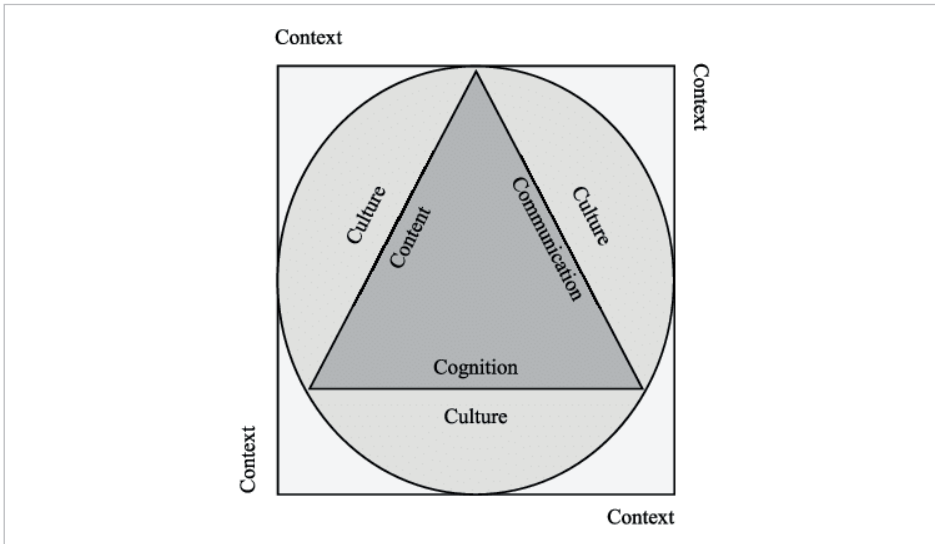 Context
Context
Culture
Content
Communication
Culture
Cognition
Culture
Context
Context